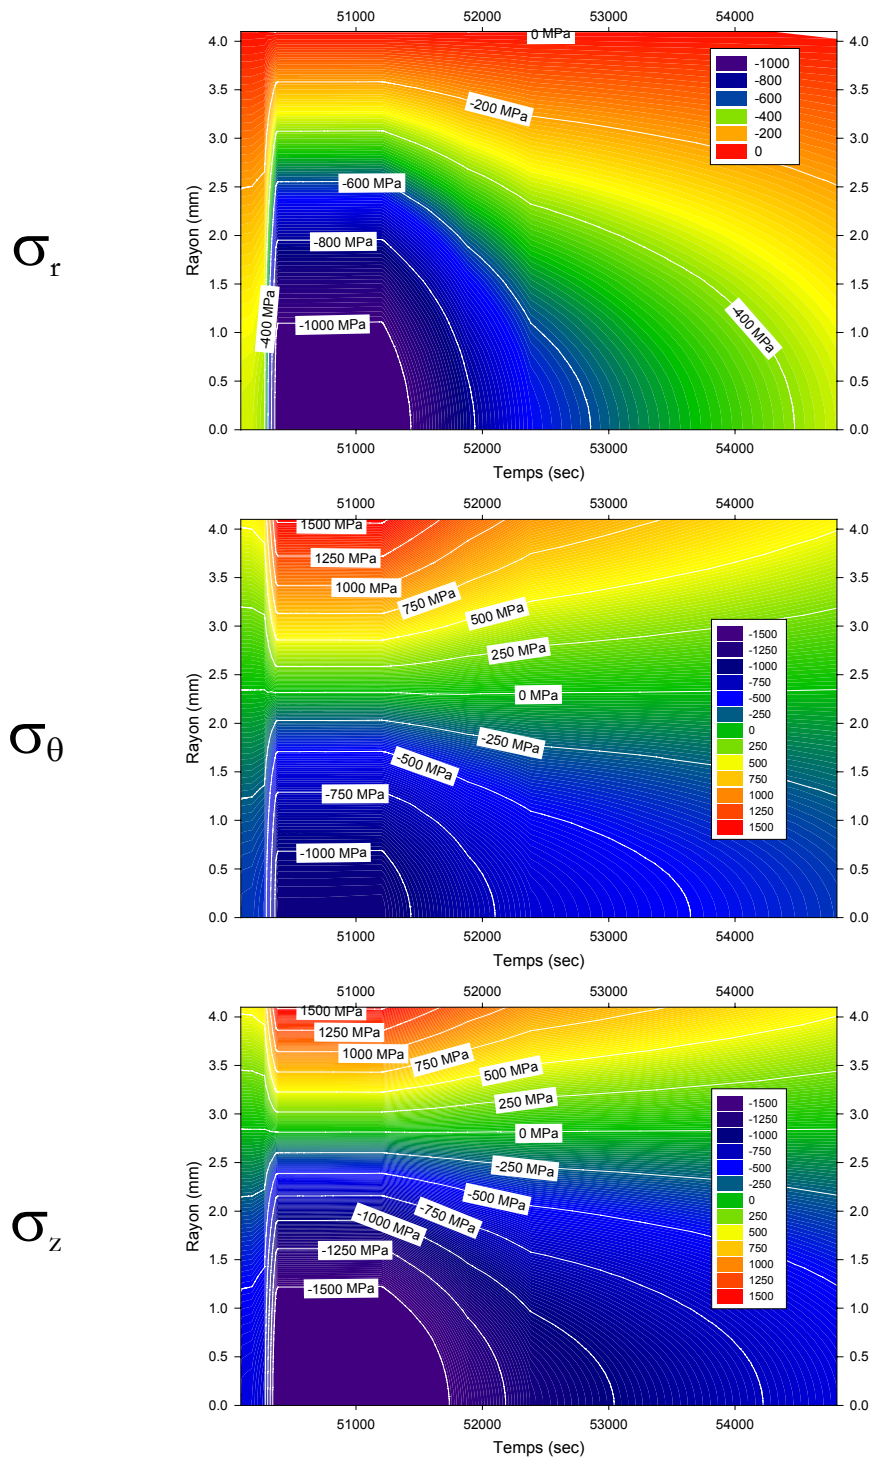 51000 52000 53000 54000
0 MPa
4.0 4.0
-1000
-800
-600
-400
-200
0
3.5 3.5
-200 MPa
3.0 3.0
2.5 2.5
-600 MPa
Rayon (mm)
σr
2.0 2.0
-800 MPa
1.5 1.5
-400 MPa
-1000 MPa
-400 MPa
1.0 1.0
0.5 0.5
0.0 0.0
51000 52000 53000 54000
Temps (sec)
51000 52000 53000 54000
1500 MPa
4.0 4.0
1250 MPa
3.5 3.5
1000 MPa
750 MPa
500 MPa
3.0 3.0
250 MPa
2.5 2.5
0 MPa
Rayon (mm)
σθ
2.0 2.0
-250 MPa
-500 MPa
1.5 1.5
-750 MPa
1.0 1.0
-1000 MPa
0.5 0.5
0.0 0.0
-1500
-1250
-1000
-750
-500
-250
0
250
500
750
1000
1250
1500
51000 52000 53000 54000
Temps (sec)
51000 52000 53000 54000
1500 MPa
4.0 4.0
1250 MPa
1000 MPa
750 MPa
3.5 3.5
500 MPa
250 MPa
3.0 3.0
0 MPa
2.5 2.5
-250 MPa
-500 MPa
Rayon (mm)
σz
2.0 2.0
-750 MPa
-1000 MPa
-1250 MPa
1.5 1.5
-1500 MPa
1.0 1.0
0.5 0.5
0.0 0.0
-1500
-1250
-1000
-750
-500
-250
0
250
500
750
1000
1250
1500
51000 52000 53000 54000
Temps (sec)